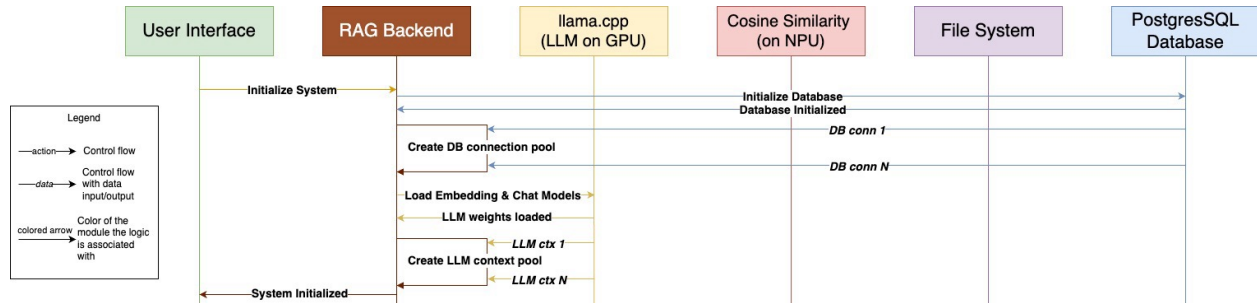 User Interface
RAG Backend
llama.cpp
(LLM on GPU)
Cosine Similarity
(on NPU)
File System
PostgresSQL
Database
Initialize System
Initialize Database
Database Initialized
DB conn 1
Create DB connection pool
DB conn N
Load Embedding & Chat Models
LLM weights loaded
LLM ctx 1
Create LLM context pool
LLM ctx N
System Initialized
Legend
action
Control flow
data
Control flow
with data
input/output
colored arrow
Color of the
module the logic
is associated
with